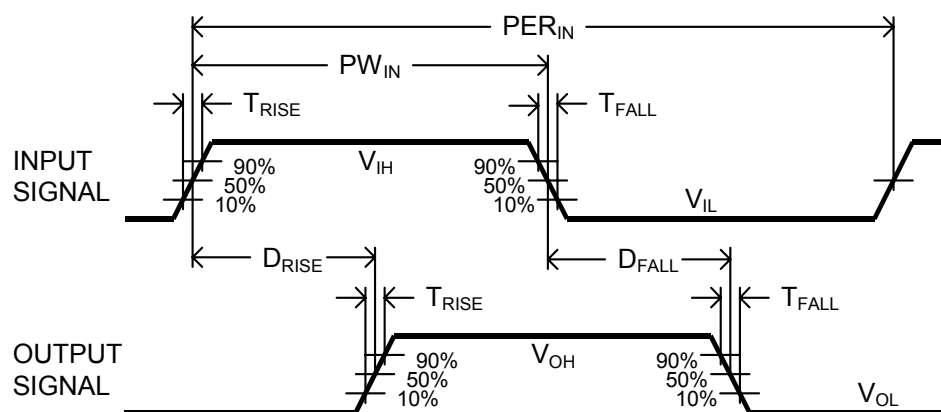 PER_IN
PW_IN
T_RISE
T_FALL
INPUT
SIGNAL
V_IH
90%
50%
10%
90%
50%
10%
V_IL
D_RISE
D_FALL
T_RISE
T_FALL
OUTPUT
SIGNAL
V_OH
90%
50%
10%
90%
50%
10%
V_OL